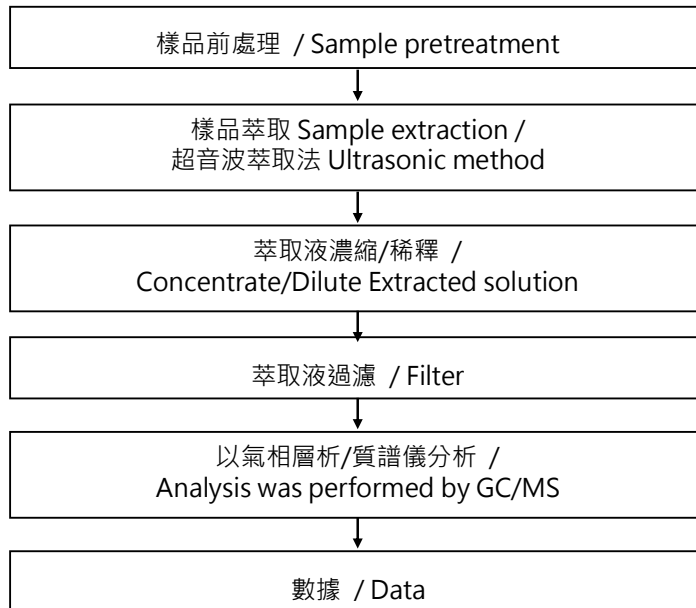 樣品前處理 / Sample pretreatment
樣品萃取 Sample extraction /
超音波萃取法 Ultrasonic method
萃取液濃縮/稀釋 /
Concentrate/Dilute Extracted solution
萃取液過濾 / Filter
以氣相層析/質譜儀分析 /
Analysis was performed by GC/MS
數據 / Data